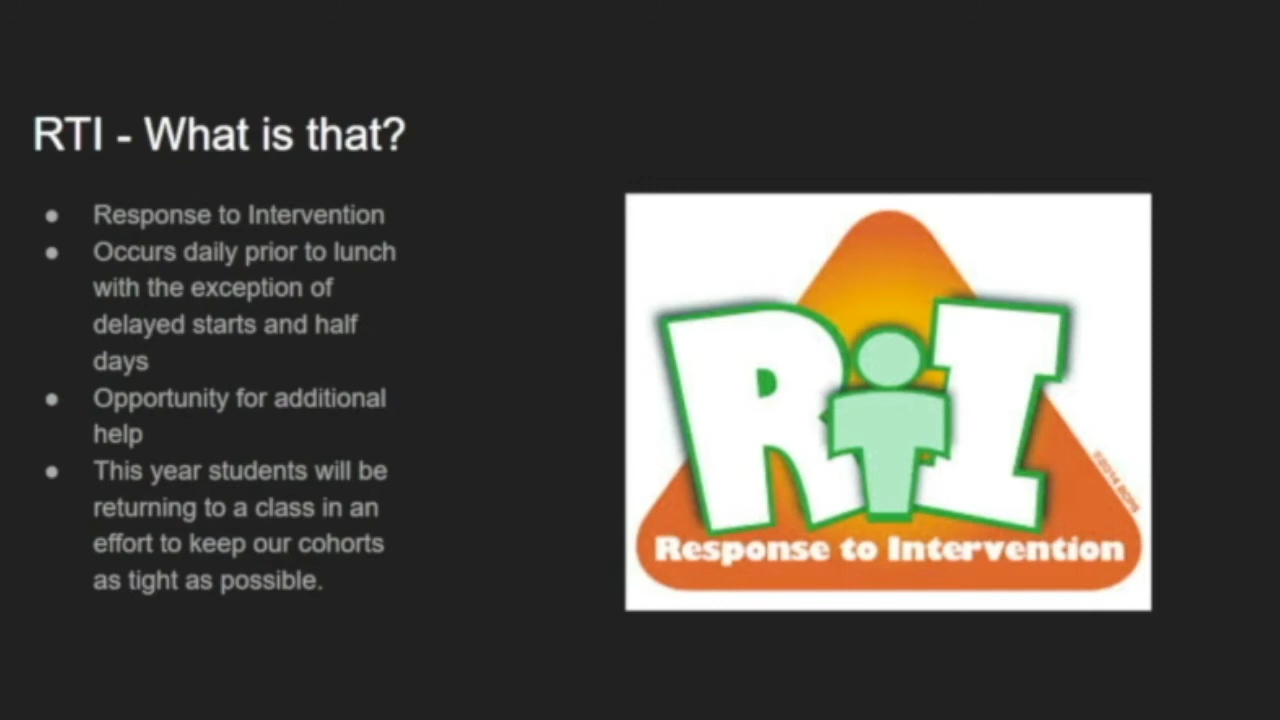 RTI - What is that?
● Response to Intervention
● Occurs daily prior to lunch
with the exception of
delayed starts and half
days
● Opportunity for additional
help
● This year students will be
returning to a class in an
effort to keep our cohorts
as tight as possible.
RTI
Response to Intervention